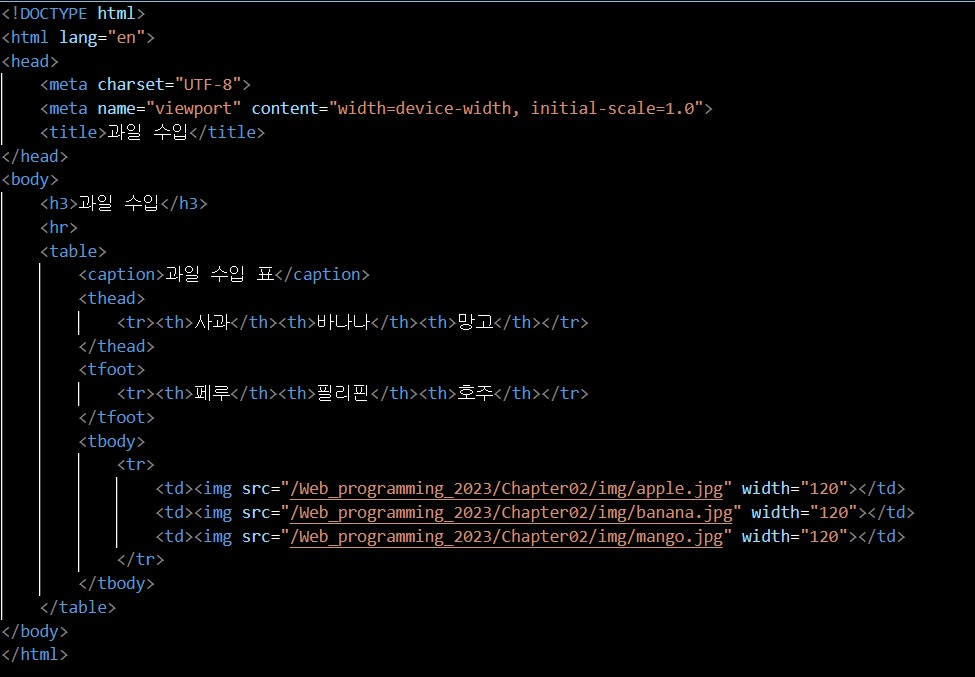 <!DOCTYPE html>
<html lang="en">
<head>
    <meta charset="UTF-8">
    <meta name="viewport" content="width=device-width, initial-scale=1.0">
    <title>과일 수입</title>
</head>
<body>
    <h3>과일 수입</h3>
    <hr>
    <table>
        <caption>과일 수입 표</caption>
        <thead>
            <tr><th>사과</th><th>바나나</th><th>망고</th></tr>
        </thead>
        <tfoot>
            <tr><th>페루</th><th>필리핀</th><th>호주</th></tr>
        </tfoot>
        <tbody>
            <tr>
                <td><img src="/Web_programming_2023/Chapter02/img/apple.jpg" width="120"></td>
                <td><img src="/Web_programming_2023/Chapter02/img/banana.jpg" width="120"></td>
                <td><img src="/Web_programming_2023/Chapter02/img/mango.jpg" width="120"></td>
            </tr>
        </tbody>
    </table>
</body>
</html>